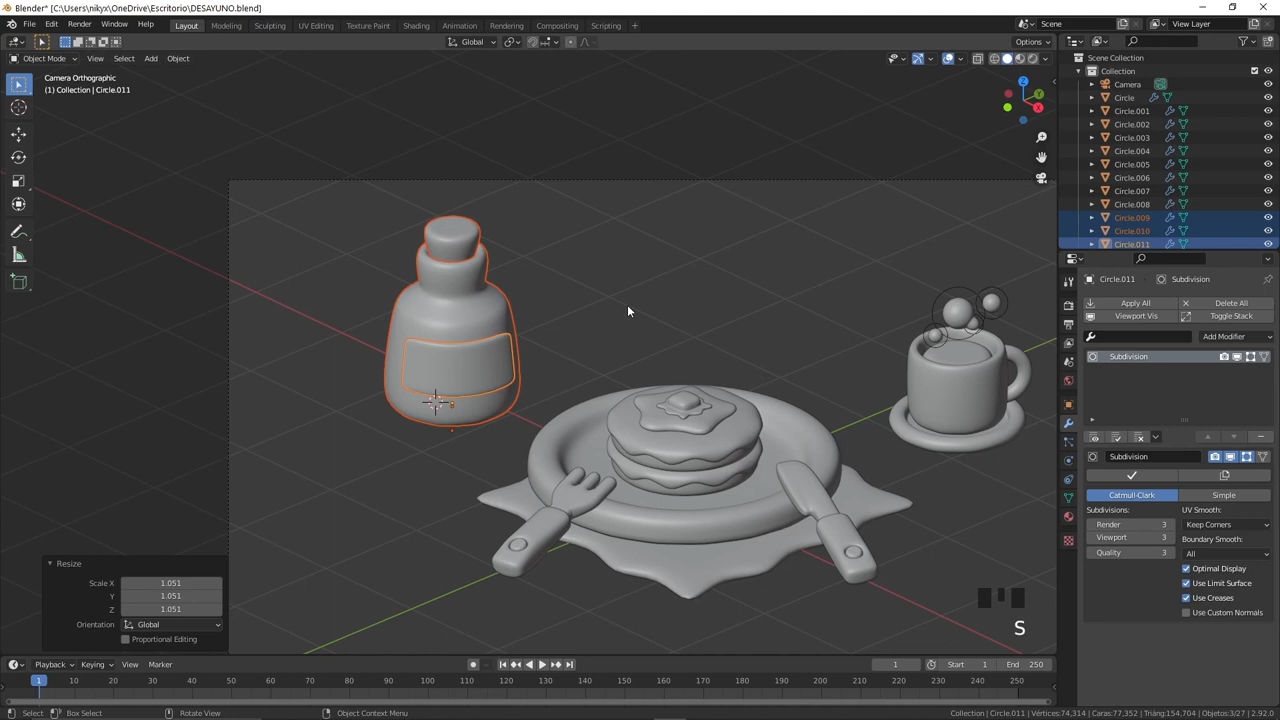 Blender* [C:\Users\nikyx\OneDrive\Escritorio\DESAYUNO.blend]
File Edit Render Window Help Layout Modeling Sculpting UV Editing Texture Paint Shading Animation Rendering Compositing Scripting + Scene View Layer
Global Options
Object Mode View Select Add Object
Camera Orthographic
(1) Collection | Circle.011
Z
Y
X
Scene Collection
Collection
Camera
Circle
Circle.001
Circle.002
Circle.003
Circle.004
Circle.005
Circle.006
Circle.007
Circle.008
Circle.009
Circle.010
Circle.011
Circle.011 Subdivision
Apply All Delete All
Viewport Vis Toggle Stack
Add Modifier
Subdivision
Subdivision
Catmull-Clark Simple
Subdivisions: UV Smooth:
Render 3 Keep Corners
Viewport 3 Boundary Smooth:
Quality 3 All
Optimal Display
Use Limit Surface
Use Creases
Use Custom Normals
Resize
Scale X 1.051
Y 1.051
Z 1.051
Orientation Global
Proportional Editing
S
Playback Keying View Marker 1 Start 1 End 250
1 10 20 30 40 50 60 70 80 90 100 110 120 130 140 150 160 170 180 190 200 210 220 230 240 250
Select Box Select Rotate View Object Context Menu Collection | Circle.011 | Vértices:74,314 | Caras:77,352 | Triáng:154,704 | Objetos:3/27 | 2.92.0